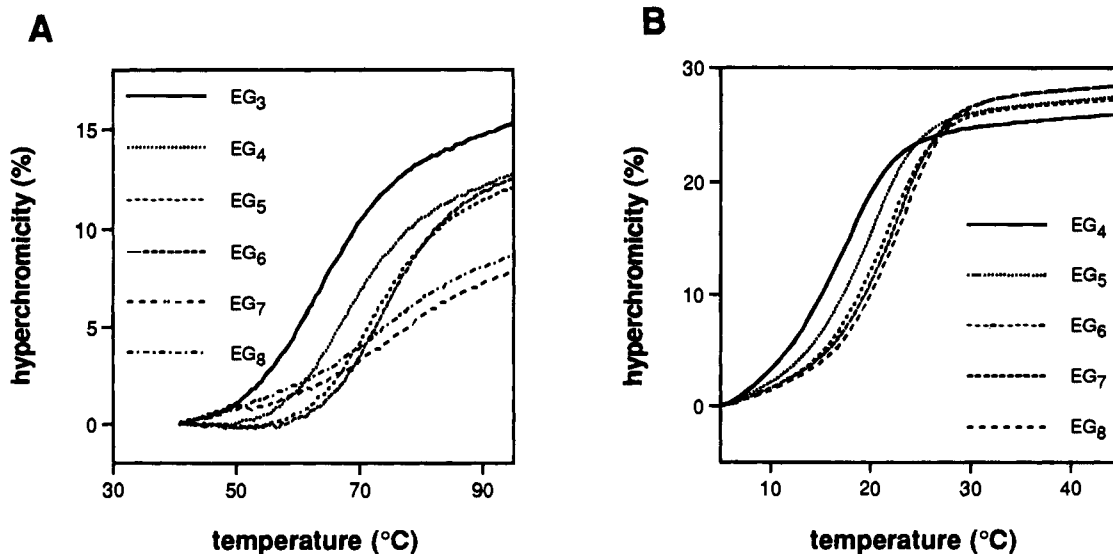 A
hyperchromicity (%)
15
10
5
0
30 50 70 90
temperature (°C)
EG3
EG4
EG5
EG6
EG7
EG8
B
hyperchromicity (%)
30
20
10
0
10 20 30 40
temperature (°C)
EG4
EG5
EG6
EG7
EG8